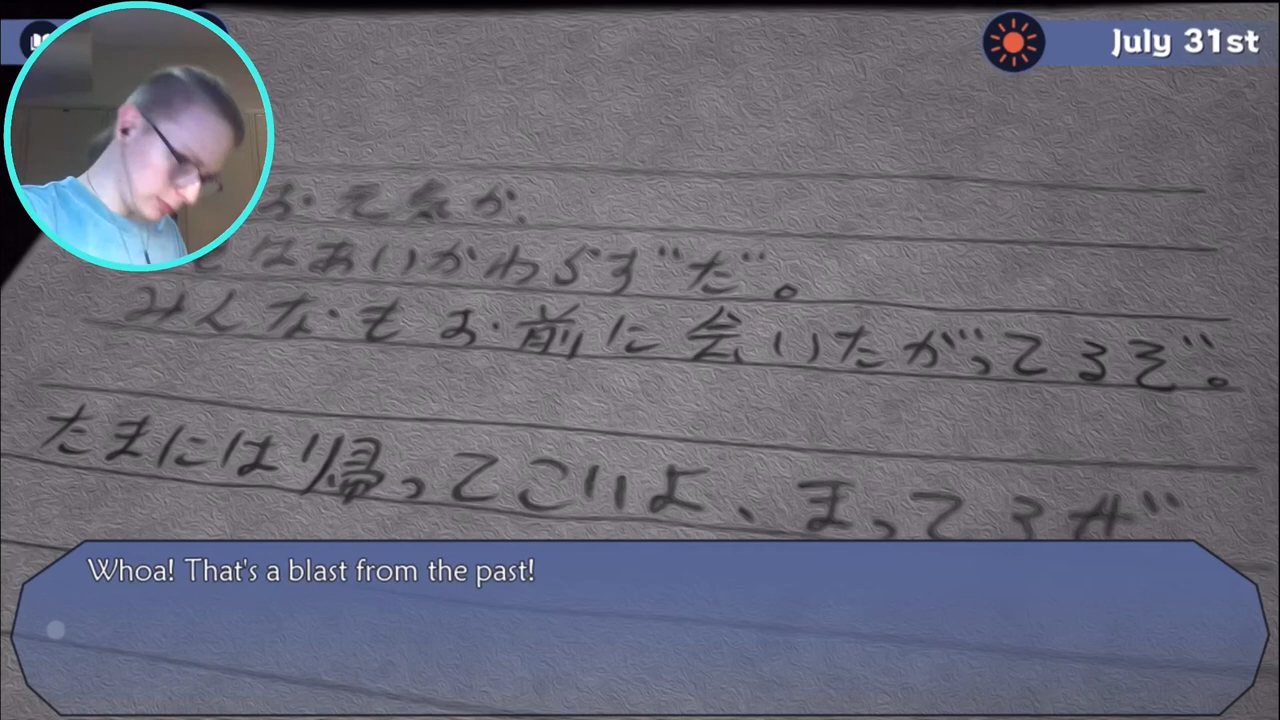 July 31st
お元気か、
はあいかわらずだ。
みんなもお前に会いたがってるぞ。
たまには帰ってこいよ、まってるぜ
Whoa! That's a blast from the past!